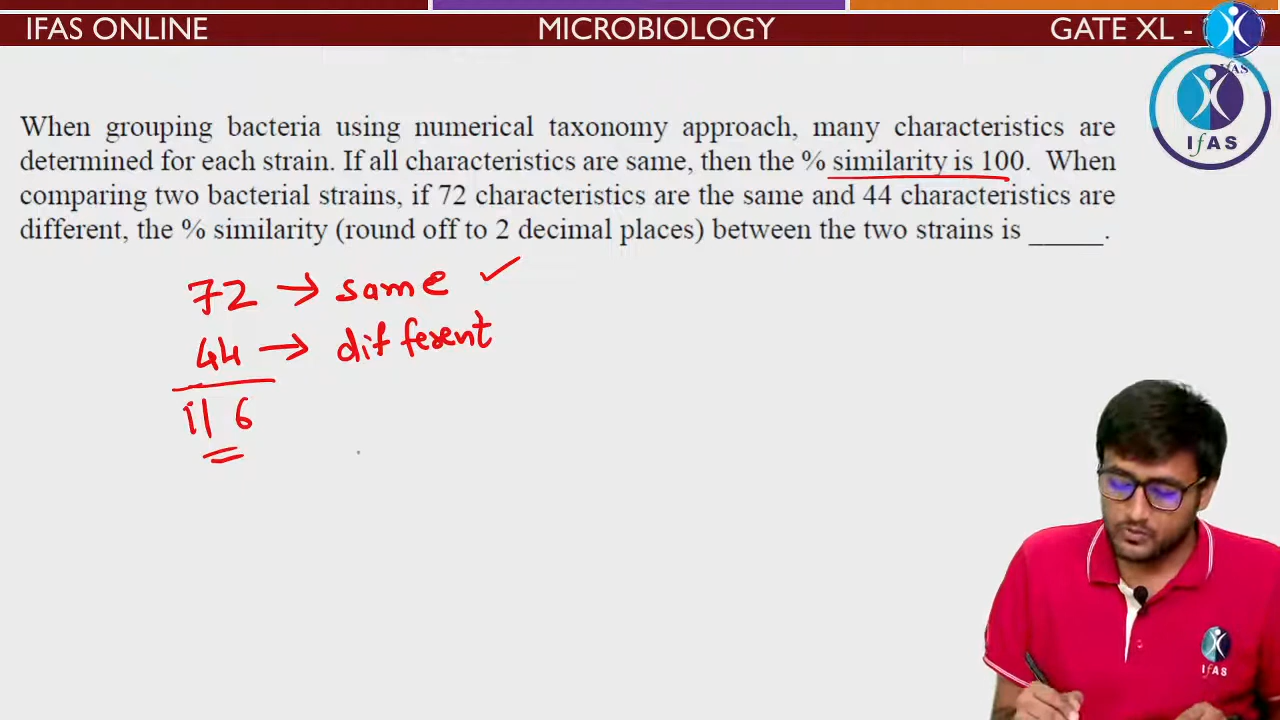 IFAS ONLINE MICROBIOLOGY GATE XL -
IFAS
IfAS
When grouping bacteria using numerical taxonomy approach, many characteristics are
determined for each strain. If all characteristics are same, then the % similarity is 100. When
comparing two bacterial strains, if 72 characteristics are the same and 44 characteristics are
different, the % similarity (round off to 2 decimal places) between the two strains is _____.
72 → same ✓
44 → different
116
IfAS